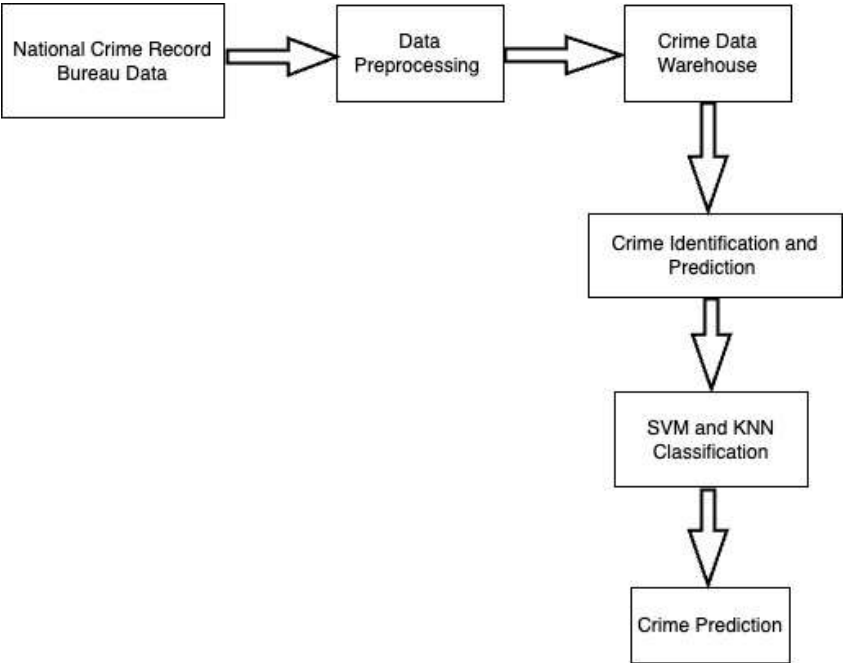 National Crime Record
Bureau Data
Data
Preprocessing
Crime Data
Warehouse
Crime Identification and
Prediction
SVM and KNN
Classification
Crime Prediction